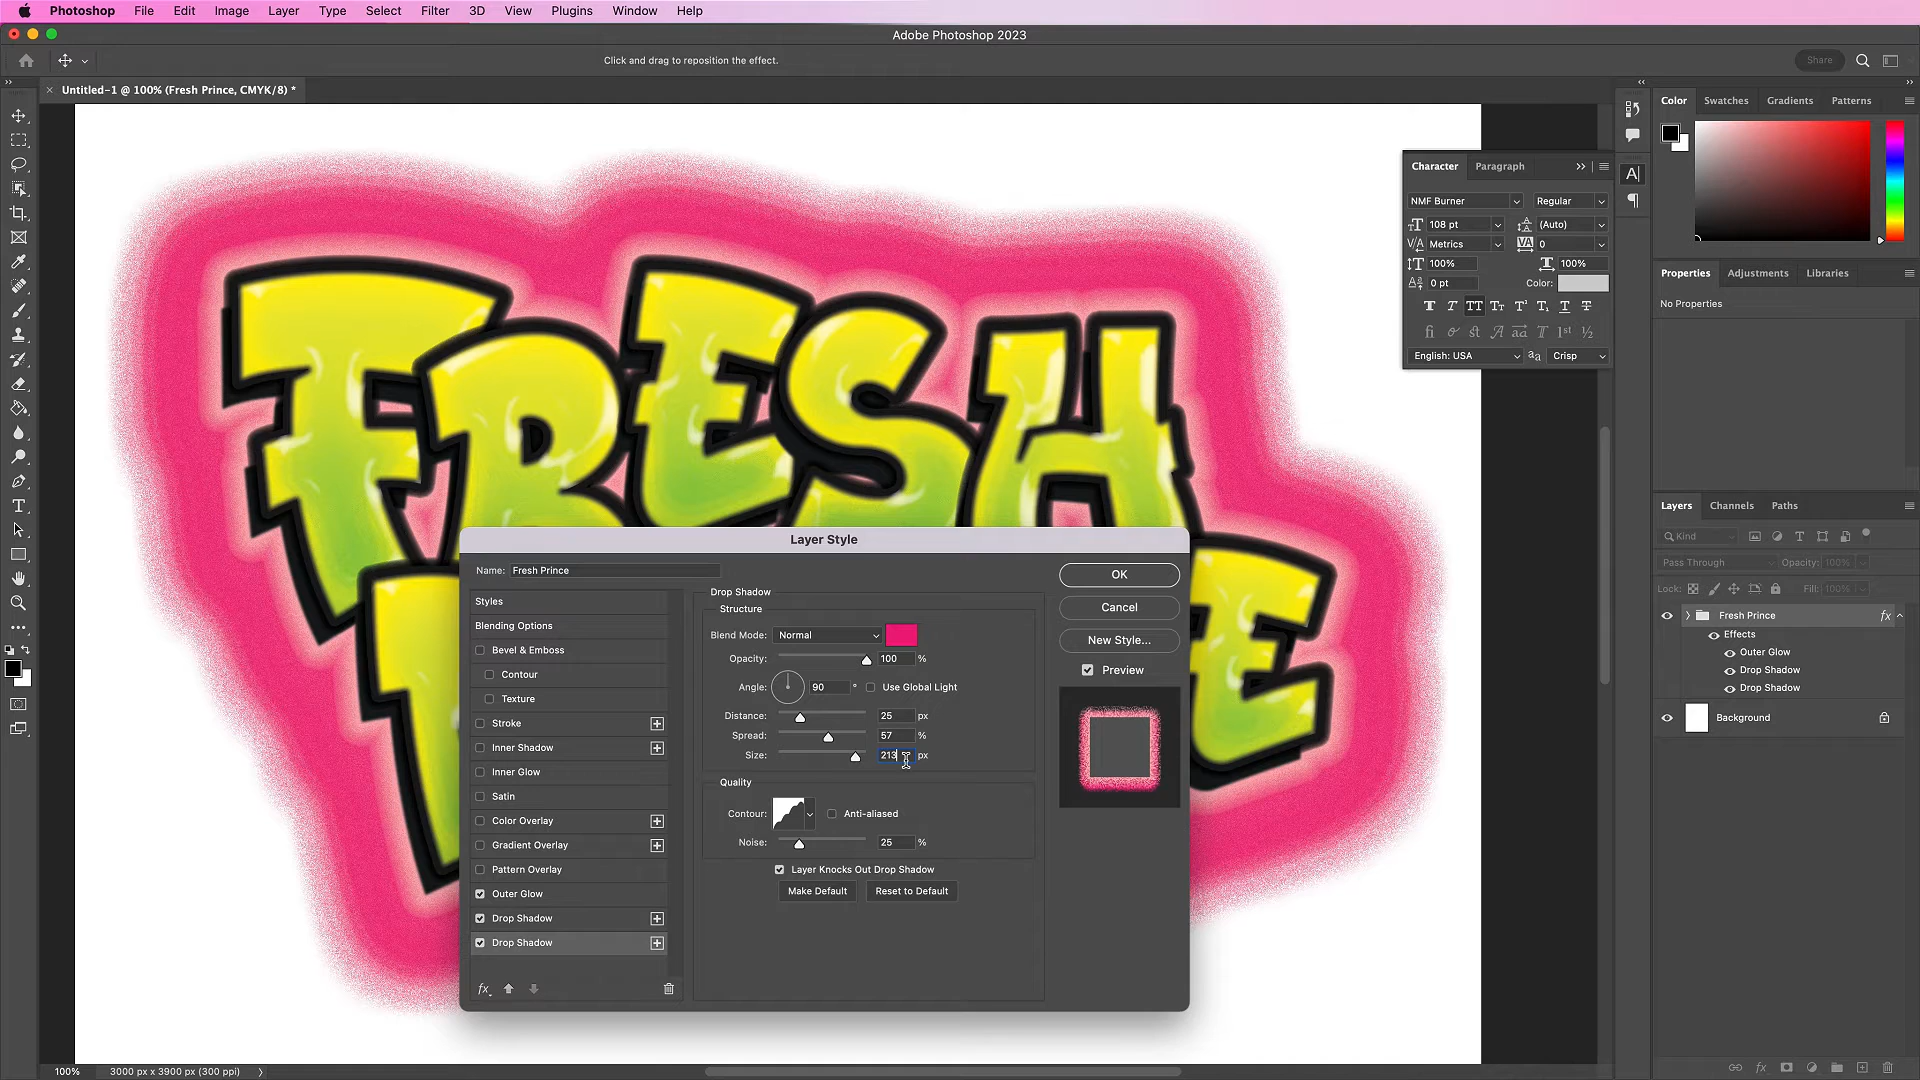 Photoshop File Edit Image Layer Type Select Filter 3D View Plugins Window Help
Adobe Photoshop 2023
Click and drag to reposition the effect.
Share
Untitled-1 @ 100% (Fresh Prince, CMYK/8) *
Color Swatches Gradients Patterns
Character Paragraph
NMF Burner Regular
108 pt (Auto)
Metrics 0
100% 100%
0 pt Color:
English: USA Crisp
Properties Adjustments Libraries
No Properties
FRESH
Layer Style
Name: Fresh Prince
Styles
Blending Options
Bevel & Emboss
Contour
Texture
Stroke
Inner Shadow
Inner Glow
Satin
Color Overlay
Gradient Overlay
Pattern Overlay
Outer Glow
Drop Shadow
Drop Shadow
fx
Drop Shadow
Structure
Blend Mode: Normal
Opacity: 100 %
Angle: 90 ° Use Global Light
Distance: 25 px
Spread: 57 %
Size: 213 px
Quality
Contour: Anti-aliased
Noise: 25 %
Layer Knocks Out Drop Shadow
Make Default Reset to Default
OK
Cancel
New Style...
Preview
E
Layers Channels Paths
Kind
Pass Through Opacity: 100%
Lock: Fill: 100%
Fresh Prince fx
Effects
Outer Glow
Drop Shadow
Drop Shadow
Background
100% 3000 px x 3900 px (300 ppi)
fx